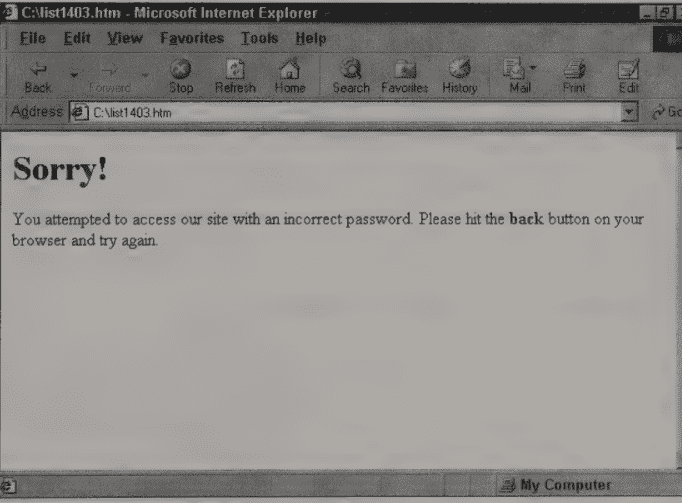 C:\list1403.htm - Microsoft Internet Explorer
File Edit View Favorites Tools Help
Back Forward Stop Refresh Home Search Favorites History Mail Print Edit
Address C:\list1403.htm Go
Sorry!
You attempted to access our site with an incorrect password. Please hit the back button on your
browser and try again.
My Computer